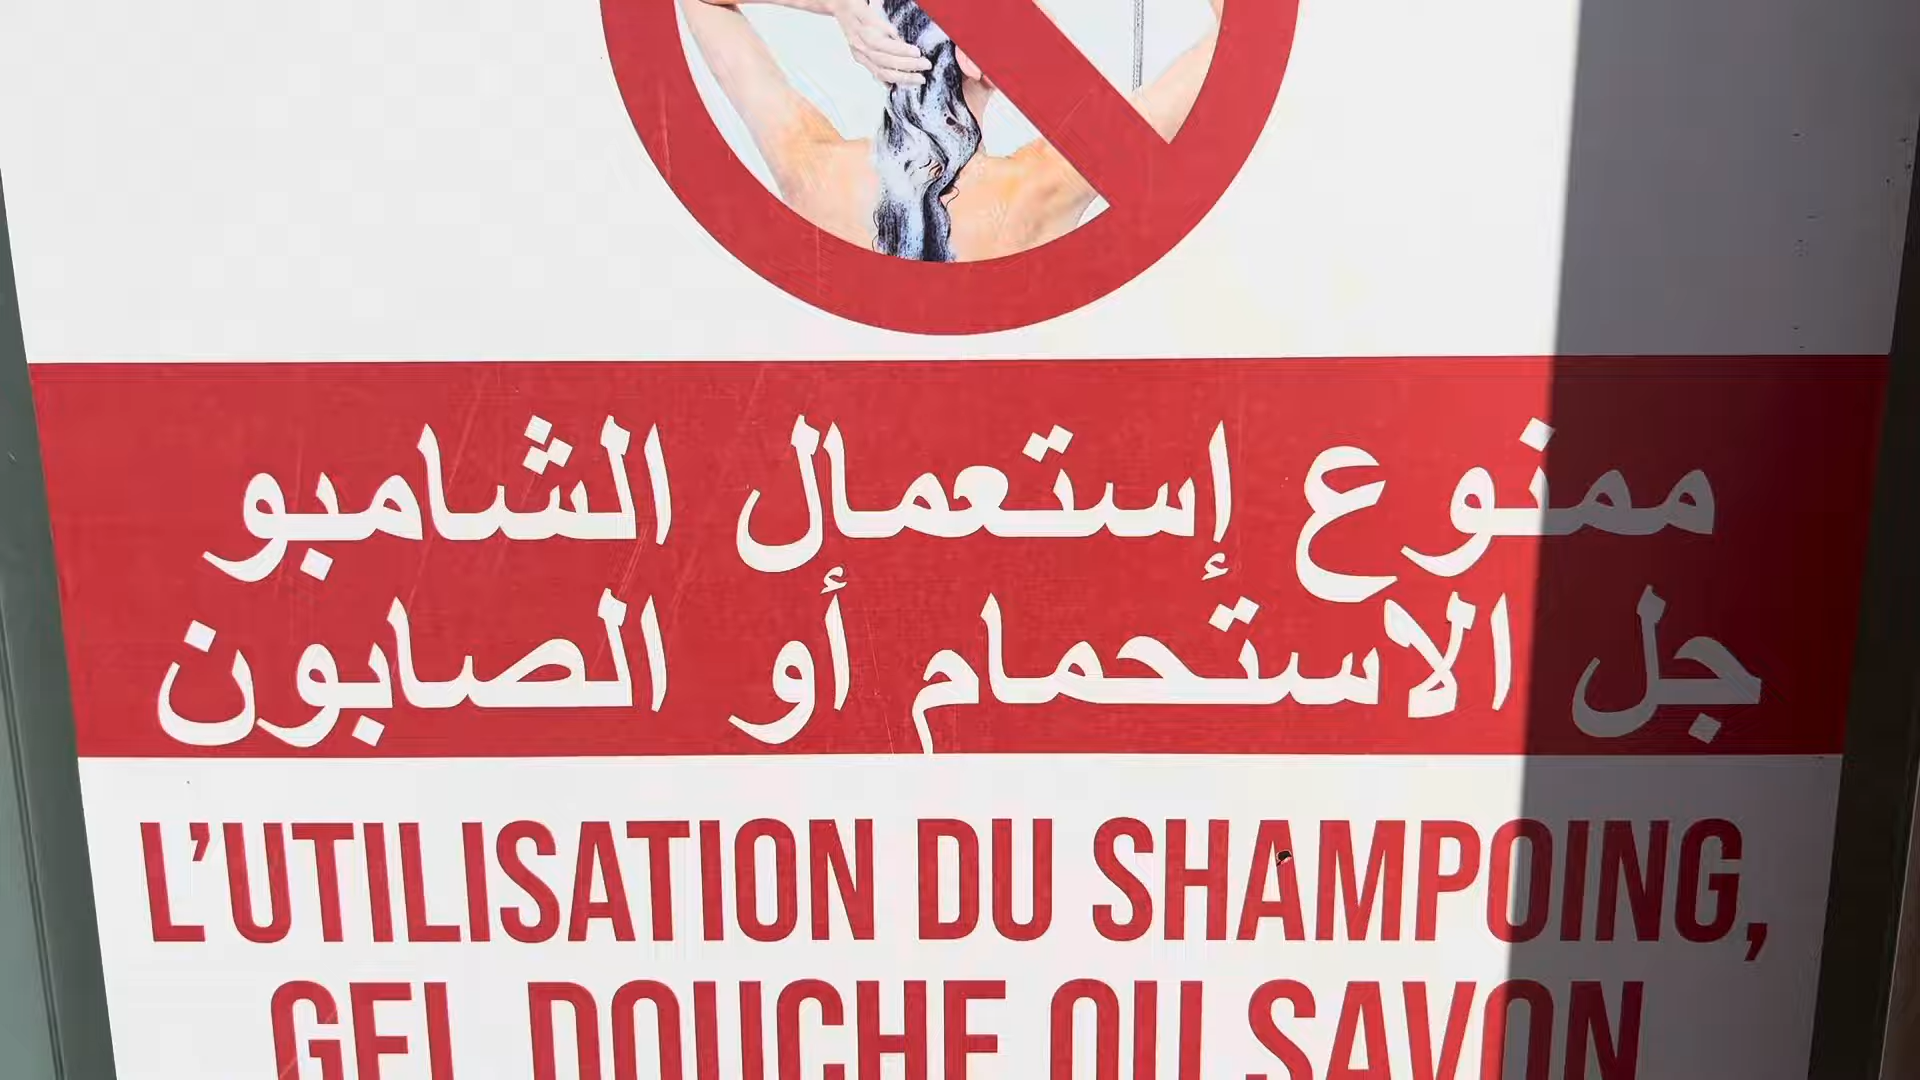 ممنوع إستعمال الشامبو
جل الاستحمام أو الصابون
L'UTILISATION DU SHAMPOING,
GEL DOUCHE OU SAVON